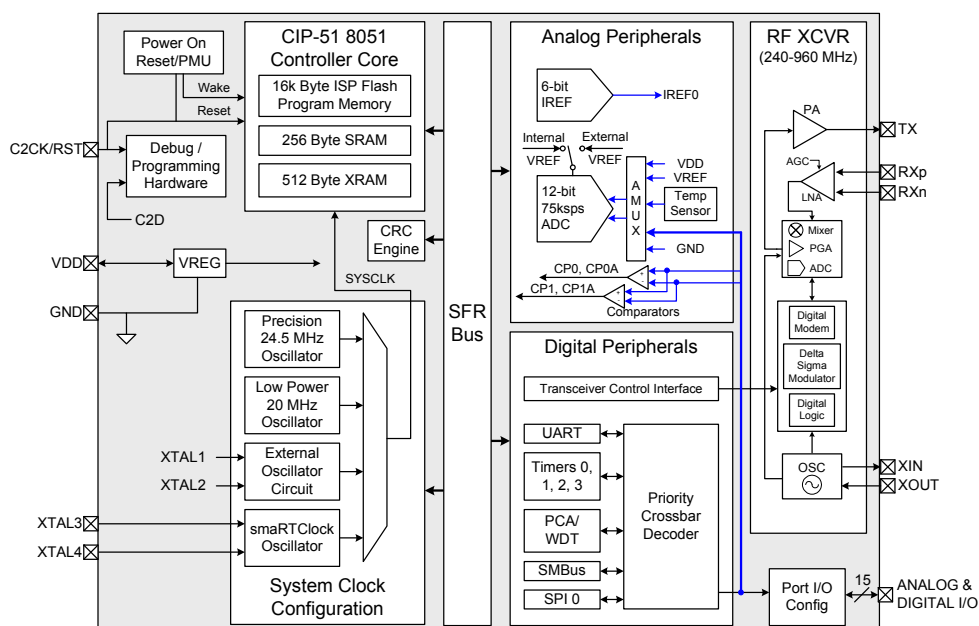 Power On
Reset/PMU
Wake
Reset
C2CK/RST
Debug /
Programming
Hardware
C2D
VDD
VREG
GND
CIP-51 8051
Controller Core
16k Byte ISP Flash
Program Memory
256 Byte SRAM
512 Byte XRAM
CRC
Engine
SYSCLK
Precision
24.5 MHz
Oscillator
Low Power
20 MHz
Oscillator
XTAL1
XTAL2
External
Oscillator
Circuit
XTAL3
XTAL4
smaRTClock
Oscillator
System Clock
Configuration
SFR
Bus
Analog Peripherals
6-bit
IREF
IREF0
Internal
VREF
External
VREF
12-bit
75ksps
ADC
A
M
U
X
VDD
VREF
Temp
Sensor
GND
CP0, CP0A
+
-
CP1, CP1A
+
-
Comparators
Digital Peripherals
Transceiver Control Interface
UART
Timers 0,
1, 2, 3
PCA/
WDT
SMBus
SPI 0
Priority
Crossbar
Decoder
RF XCVR
(240-960 MHz)
PA
TX
AGC
LNA
RXp
RXn
Mixer
PGA
ADC
Digital
Modem
Delta
Sigma
Modulator
Digital
Logic
OSC
XIN
XOUT
Port I/O
Config
15
ANALOG &
DIGITAL I/O